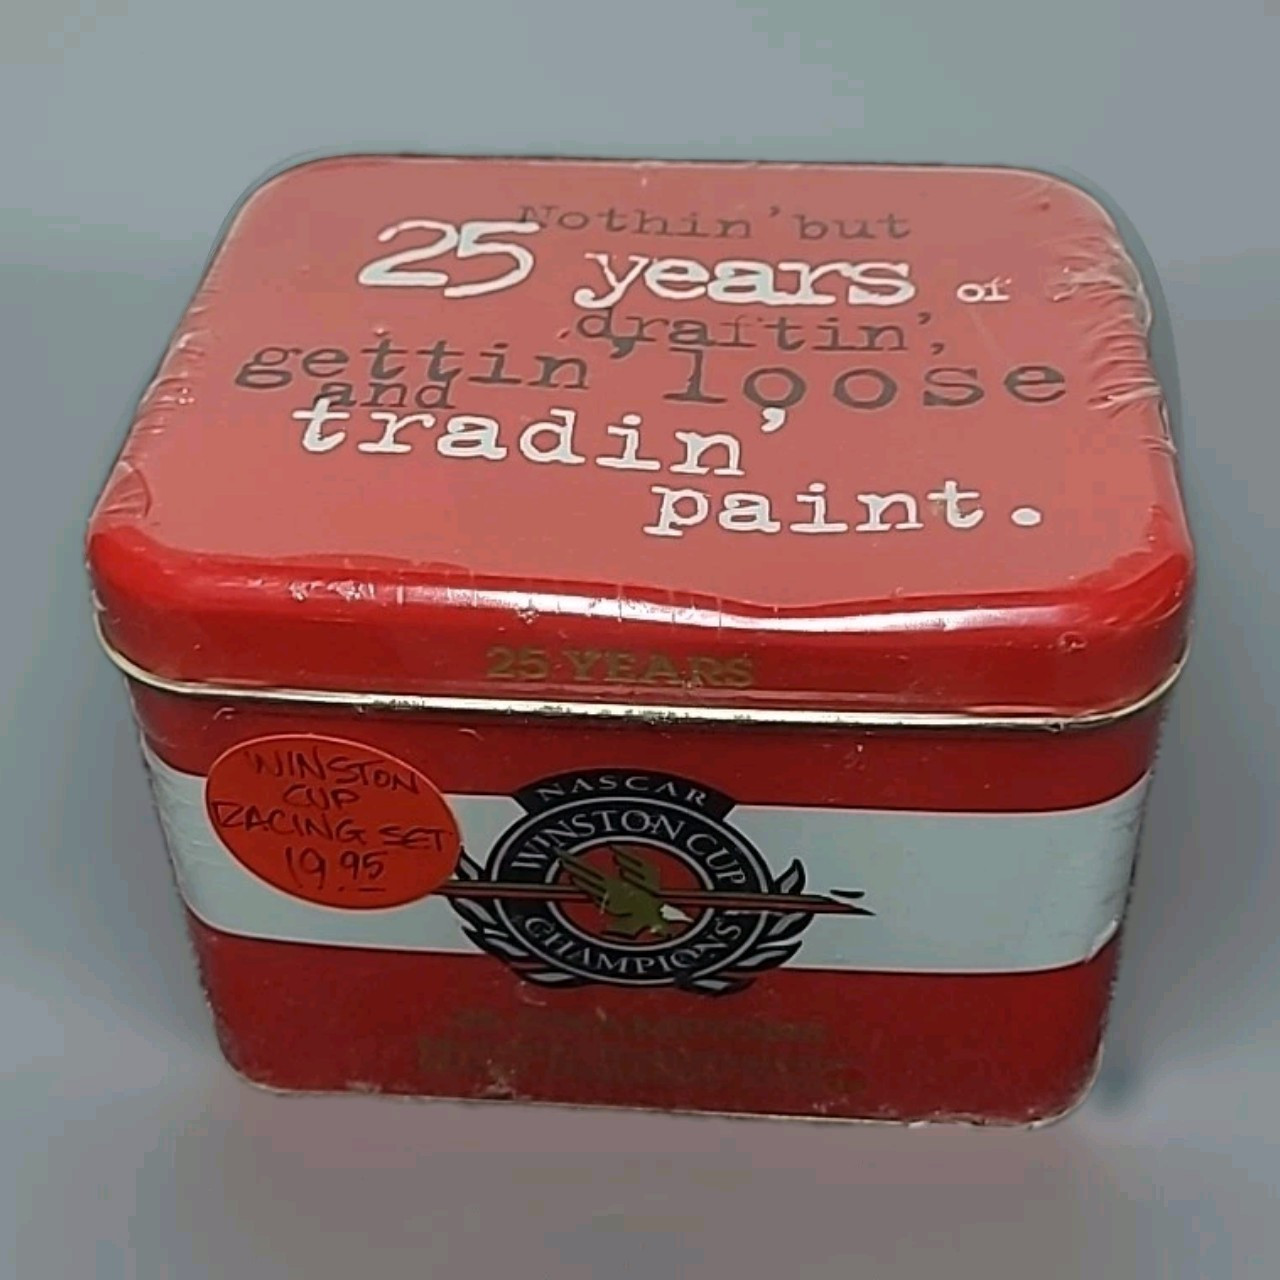 Nothin' but
25 years of
draftin',
gettin' loose
and
tradin'
paint.
25 YEARS
WINSTON
CUP
RACING SET
19.95
NASCAR
WINSTON CUP
CHAMPIONS